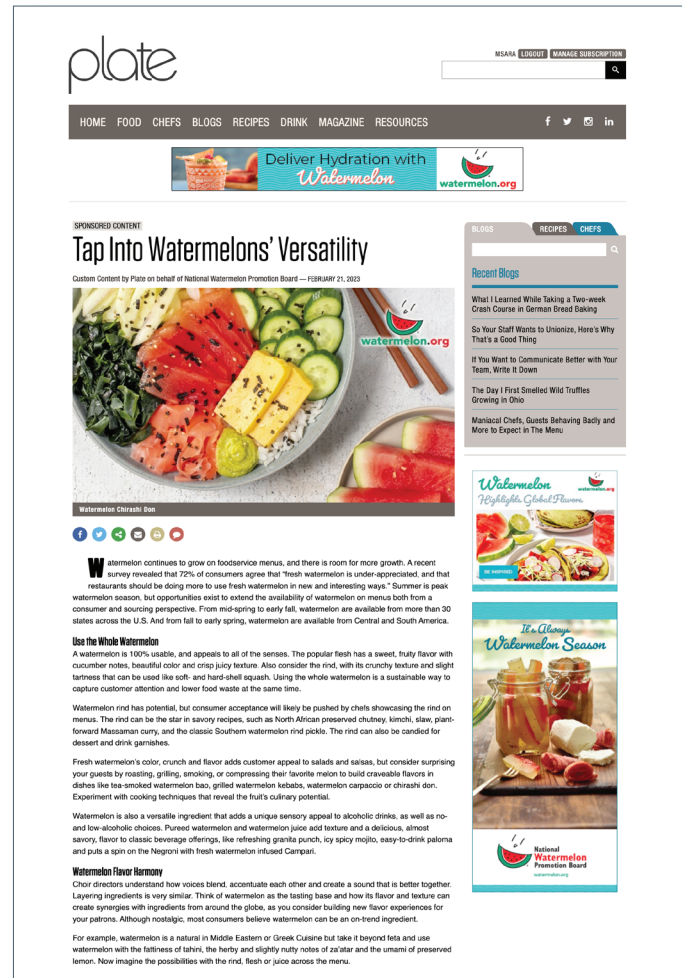 plate
MSARA LOGOUT MANAGE SUBSCRIPTION
HOME FOOD CHEFS BLOGS RECIPES DRINK MAGAZINE RESOURCES
Deliver Hydration with
Watermelon
watermelon.org
SPONSORED CONTENT
Tap Into Watermelons' Versatility
Custom Content by Plate on behalf of National Watermelon Promotion Board — FEBRUARY 21, 2023
watermelon.org
Watermelon Chirashi Don
Watermelon continues to grow on foodservice menus, and there is room for more growth. A recent
survey revealed that 72% of consumers agree that "fresh watermelon is under-appreciated, and that
restaurants should be doing more to use fresh watermelon in new and interesting ways." Summer is peak
watermelon season, but opportunities exist to extend the availability of watermelon on menus both from a
consumer and sourcing perspective. From mid-spring to early fall, watermelon are available from more than 30
states across the U.S. And from fall to early spring, watermelon are available from Central and South America.
Use the Whole Watermelon
A watermelon is 100% usable, and appeals to all of the senses. The popular flesh has a sweet, fruity flavor with
cucumber notes, beautiful color and crisp juicy texture. Also consider the rind, with its crunchy texture and slight
tartness that can be used like soft- and hard-shell squash. Using the whole watermelon is a sustainable way to
capture customer attention and lower food waste at the same time.
Watermelon rind has potential, but consumer acceptance will likely be pushed by chefs showcasing the rind on
menus. The rind can be the star in savory recipes, such as North African preserved chutney, kimchi, slaw, plant-
forward Massaman curry, and the classic Southern watermelon rind pickle. The rind can also be candied for
dessert and drink garnishes.
Fresh watermelon's color, crunch and flavor adds customer appeal to salads and salsas, but consider surprising
your guests by roasting, grilling, smoking, or compressing their favorite melon to build craveable flavors in
dishes like tea-smoked watermelon bao, grilled watermelon kebabs, watermelon carpaccio or chirashi don.
Experiment with cooking techniques that reveal the fruit's culinary potential.
Watermelon is also a versatile ingredient that adds a unique sensory appeal to alcoholic drinks, as well as no-
and low-alcoholic choices. Pureed watermelon and watermelon juice add texture and a delicious, almost
savory, flavor to classic beverage offerings, like refreshing granita punch, icy spicy mojito, easy-to-drink paloma
and puts a spin on the Negroni with fresh watermelon infused Campari.
Watermelon Flavor Harmony
Choir directors understand how voices blend, accentuate each other and create a sound that is better together.
Layering ingredients is very similar. Think of watermelon as the tasting base and how its flavor and texture can
create synergies with ingredients from around the globe, as you consider building new flavor experiences for
your patrons. Although nostalgic, most consumers believe watermelon can be an on-trend ingredient.
For example, watermelon is a natural in Middle Eastern or Greek Cuisine but take it beyond feta and use
watermelon with the fattiness of tahini, the herby and slightly nutty notes of za'atar and the umami of preserved
lemon. Now imagine the possibilities with the rind, flesh or juice across the menu.
BLOGS RECIPES CHEFS
Recent Blogs
What I Learned While Taking a Two-week
Crash Course in German Bread Baking
So Your Staff Wants to Unionize, Here's Why
That's a Good Thing
If You Want to Communicate Better with Your
Team, Write It Down
The Day I First Smelled Wild Truffles
Growing in Ohio
Maniacal Chefs, Guests Behaving Badly and
More to Expect in The Menu
Watermelon
Highlights Global Flavors
watermelon.org
BE INSPIRED
It's Always
Watermelon Season
National
Watermelon
Promotion Board
watermelon.org